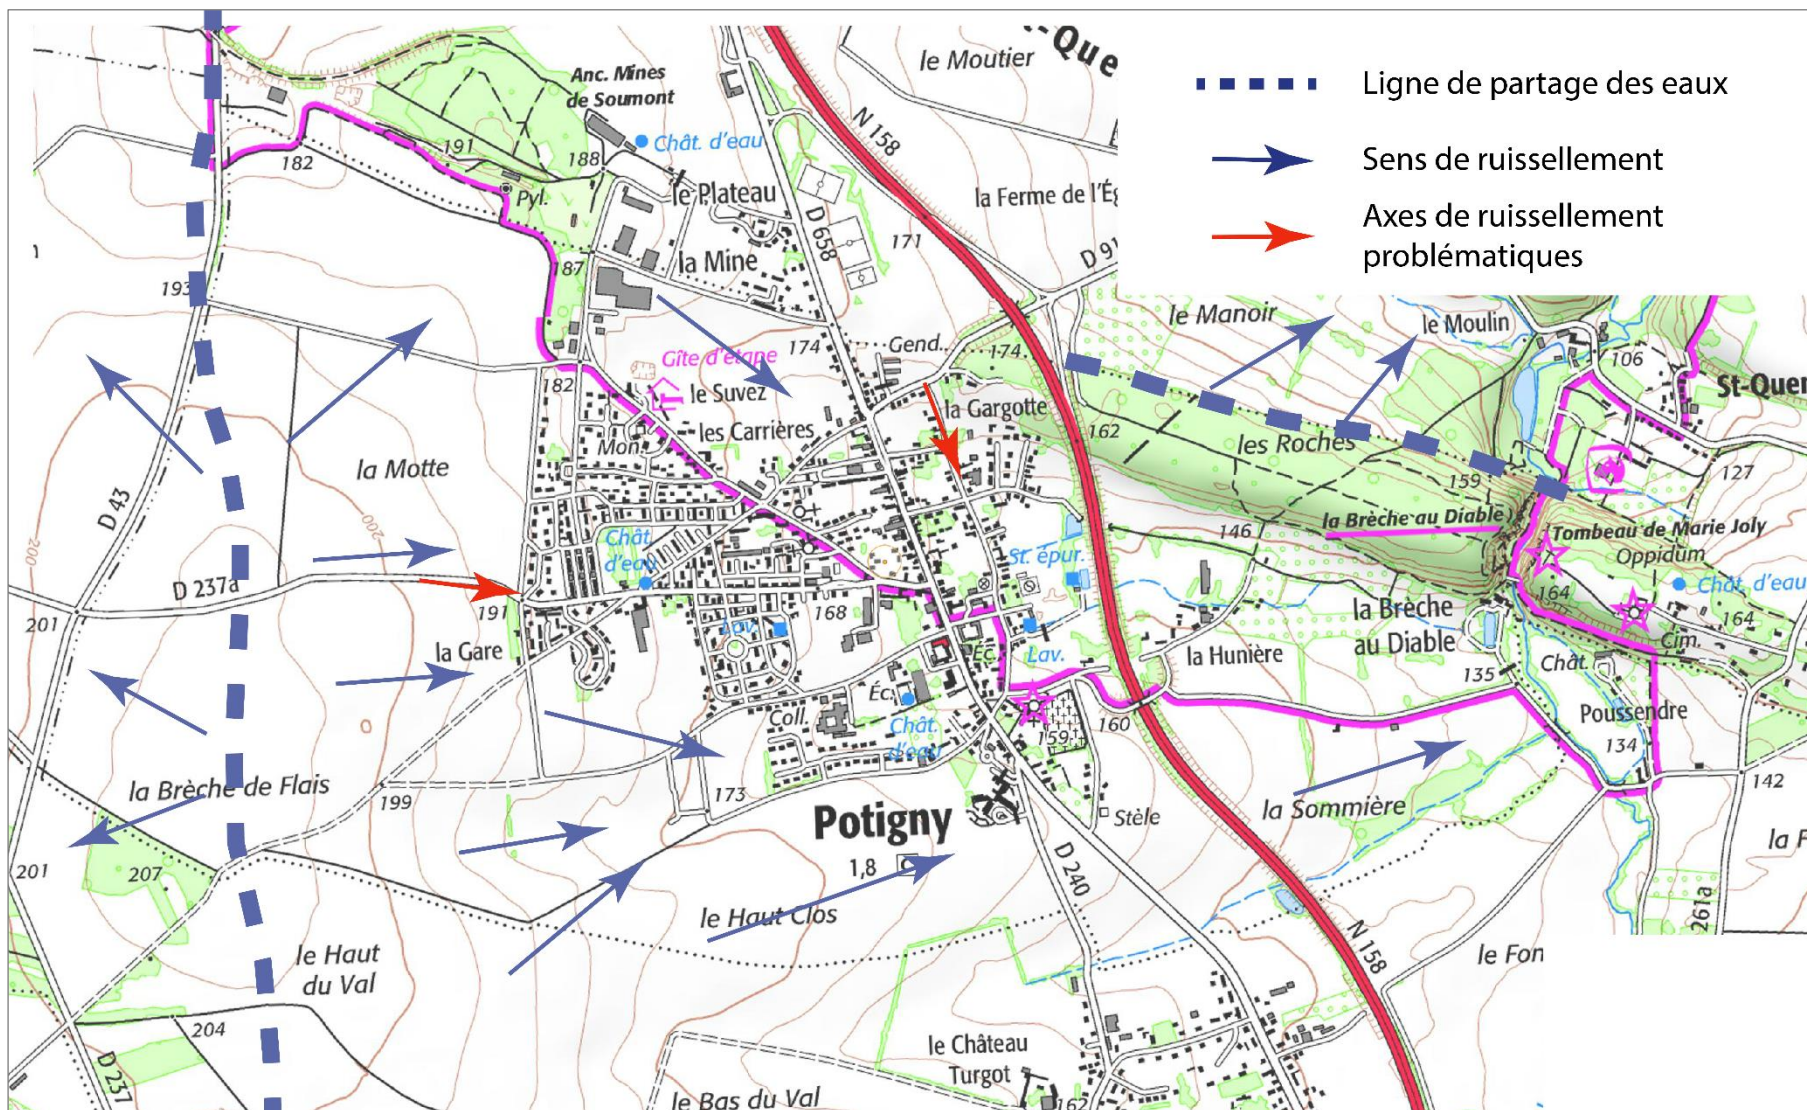 le Moutier
Ligne de partage des eaux
Anc. Mines
de Soumont
N 158
Chât. d'eau
Sens de ruissellement
191
182
188
Pyl.
le Plateau
la Ferme de l'Ég
D 658
171
Axes de ruissellement
problématiques
la Mine
D 91
187
193
le Manoir
le Moulin
174
Gend.
174
106
Gîte d'étape
182
le Suvez
St-Quer
la Gargotte
les Carrières
162
les Roches
Mon.
la Motte
127
159
D 43
la Brèche au Diable
Tombeau de Marie Joly
146
200
200
Chât.
d'eau
St. épur.
Oppidum
Chât. d'eau
D 237a
164
191
168
la Brèche
au Diable
164
201
Lav.
Cim.
la Gare
Éc.
Lav.
la Hunière
Chât.
135
Éc.
Coll.
Chât.
d'eau
159
160
Poussendre
134
142
la Brèche de Flais
199
173
Potigny
Stèle
la Sommière
la F
201
207
1,8
D 240
le Haut Clos
261a
le Haut
du Val
N 158
le Fon
204
le Château
Turgot
D 237
le Bas du Val
162